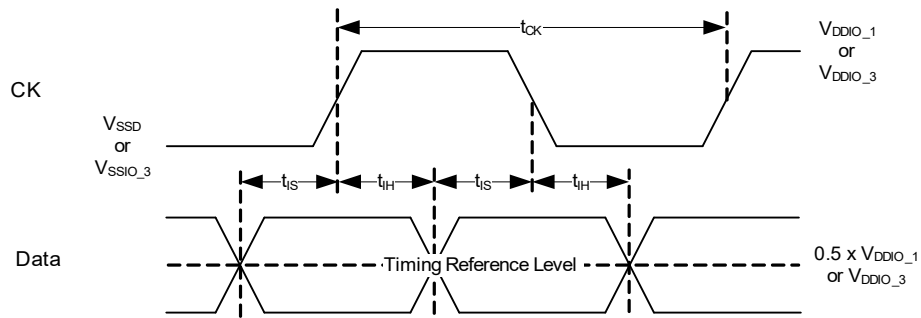 tCK
VDDIO_1
or
VDDIO_3
CK
VSSD
or
VSSIO_3
tIS
tIH
tIS
tIH
Data
Timing Reference Level
0.5 x VDDIO_1
or VDDIO_3